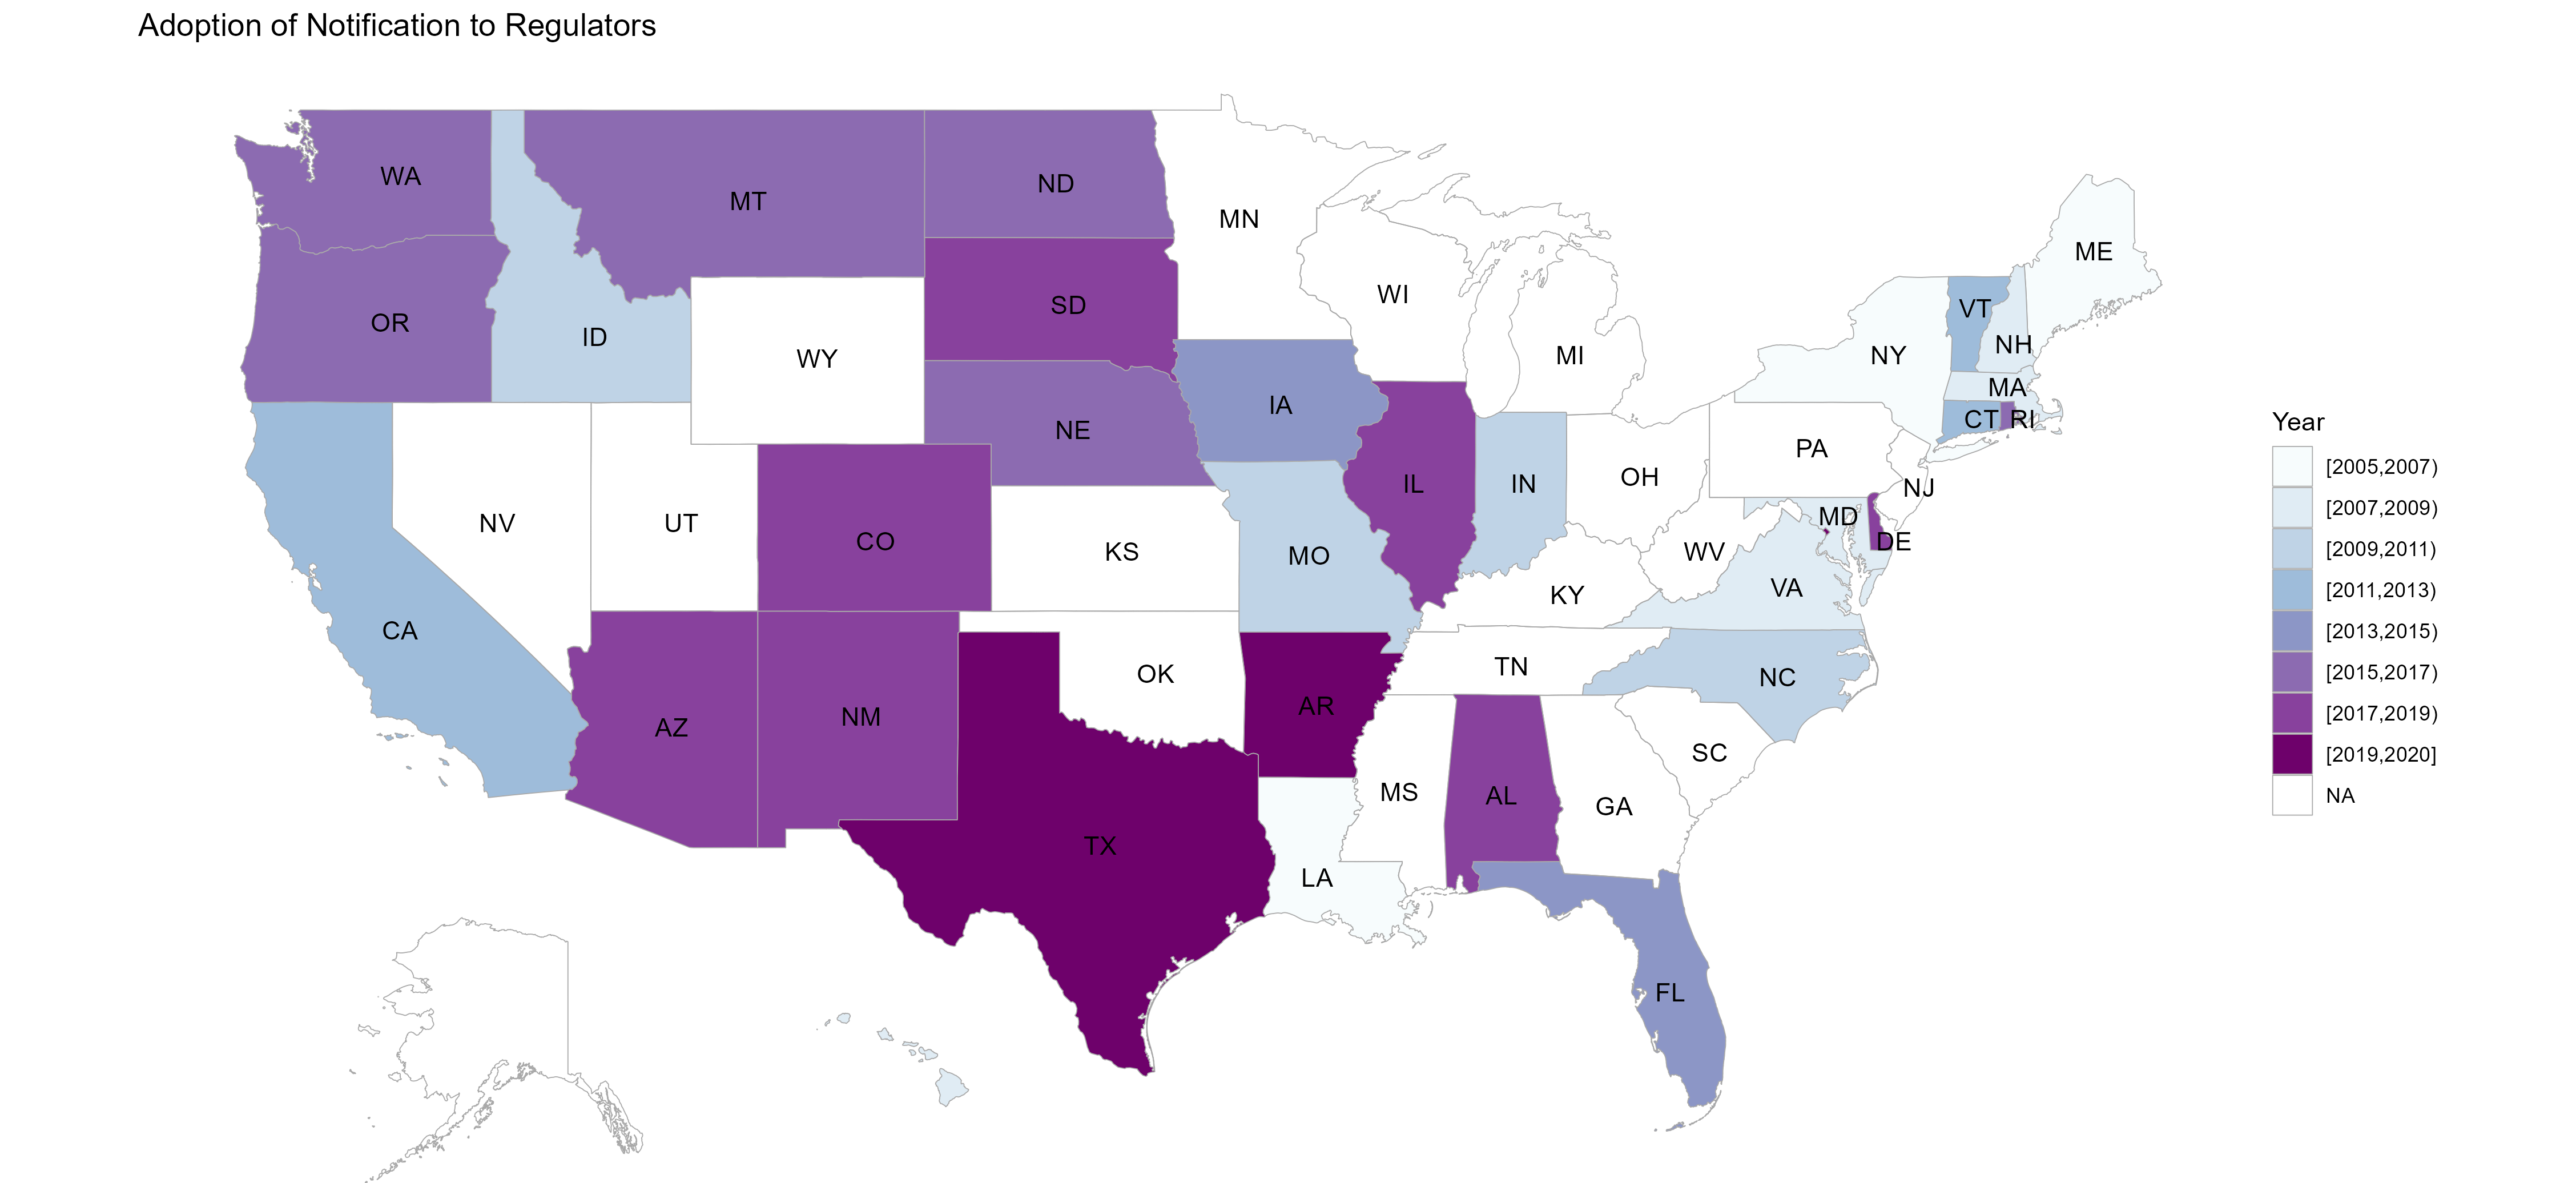 Adoption of Notification to Regulators
WA
MT
ND
MN
ME
OR
ID
SD
WI
VT
NH
WY
MI
NY
MA
IA
CT
RI
NE
PA
NV
UT
CO
KS
MO
IL
IN
OH
NJ
MD
DE
WV
VA
CA
KY
TN
NC
OK
AZ
NM
AR
SC
TX
MS
AL
GA
LA
FL
Year
[2005,2007)
[2007,2009)
[2009,2011)
[2011,2013)
[2013,2015)
[2015,2017)
[2017,2019)
[2019,2020]
NA